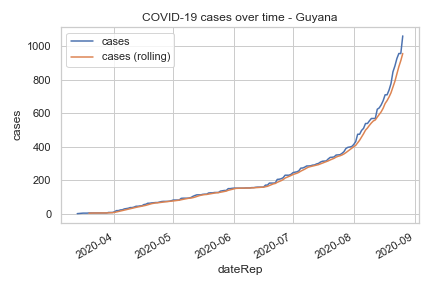 COVID-19 cases over time - Guyana
cases
cases (rolling)
1000
800
600
400
200
0
cases
2020-04
2020-05
2020-06
2020-07
2020-08
2020-09
dateRep